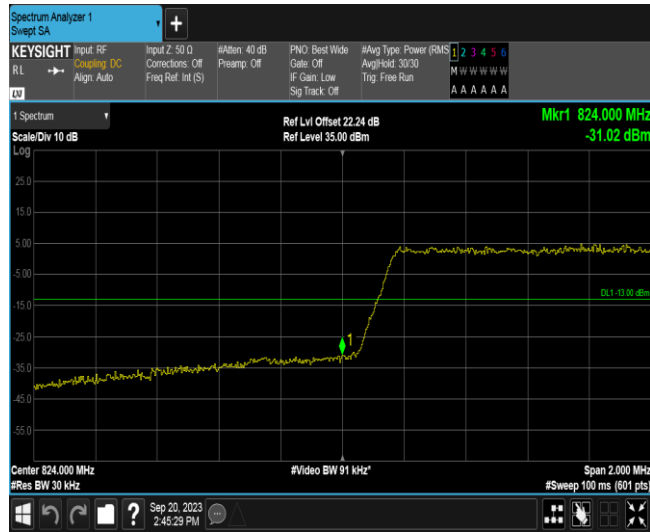 Spectrum Analyzer 1
Swept SA
+
KEYSIGHT
RL
LXI
Input: RF
Coupling: DC
Align: Auto
Input Z: 50 Ω
Corrections: Off
Freq Ref: Int (S)
#Atten: 40 dB
Preamp: Off
PNO: Best Wide
Gate: Off
IF Gain: Low
Sig Track: Off
#Avg Type: Power (RMS
Avg|Hold: 30/30
Trig: Free Run
1 2 3 4 5 6
M W W W W W
A A A A A A
1 Spectrum
Scale/Div 10 dB
Log
Ref Lvl Offset 22.24 dB
Ref Level 35.00 dBm
Mkr1 824.000 MHz
-31.02 dBm
25.0
15.0
5.00
-5.00
-15.0
-25.0
-35.0
-45.0
-55.0
DL1 -13.00 dBm
1
Center 824.000 MHz
#Res BW 30 kHz
#Video BW 91 kHz*
Span 2.000 MHz
#Sweep 100 ms (601 pts)
?
Sep 20, 2023
2:45:29 PM